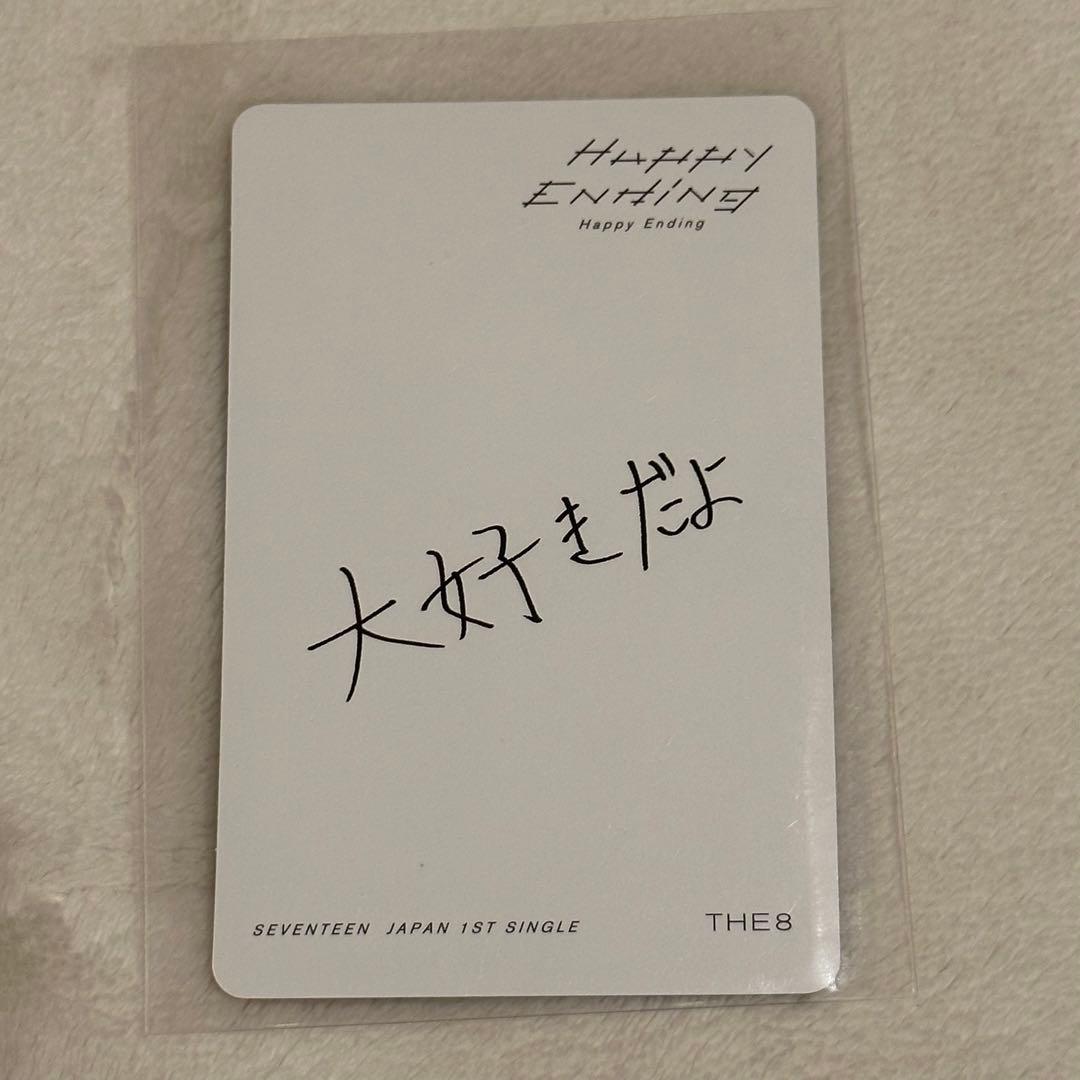 Happy
Ending
Happy Ending
大好きだよ
SEVENTEEN JAPAN 1ST SINGLE
THE8